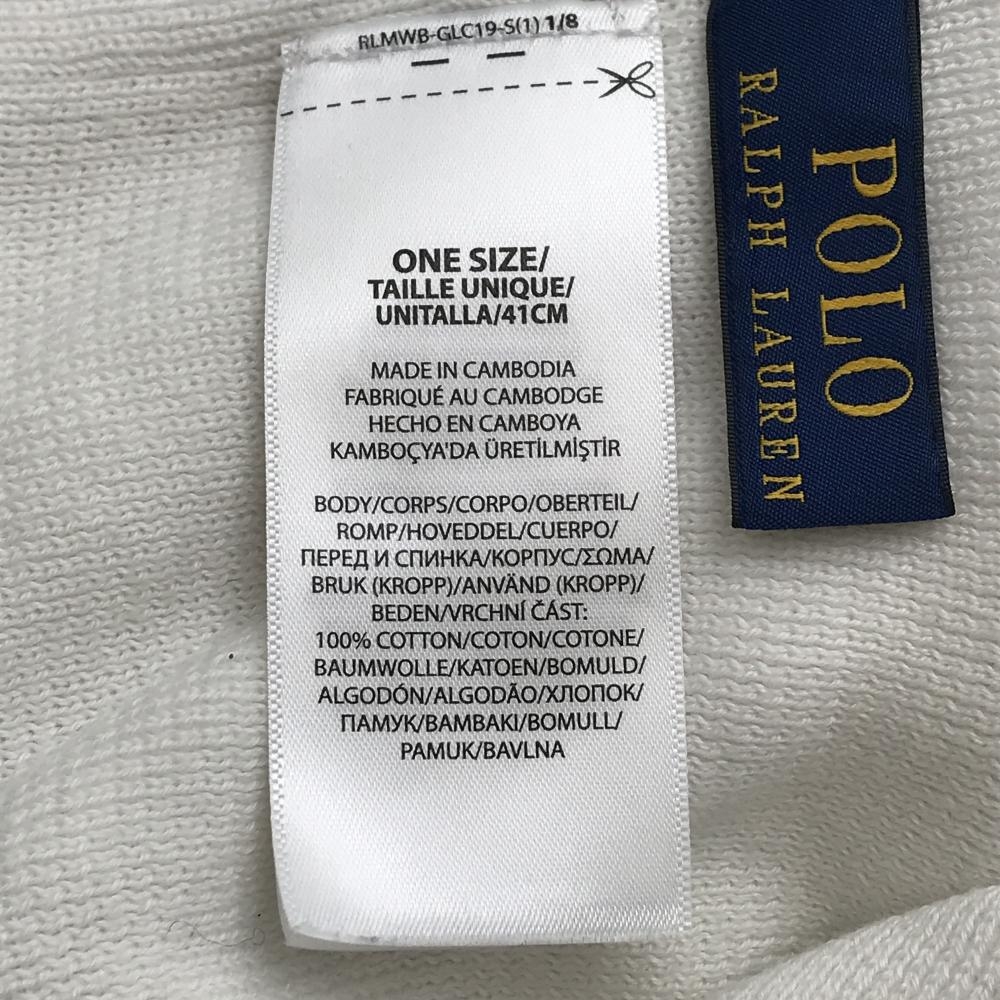 RLMWB-GLC19-S(1) 1/8
ONE SIZE/
TAILLE UNIQUE/
UNITALLA/41CM
MADE IN CAMBODIA
FABRIQUÉ AU CAMBODGE
HECHO EN CAMBOYA
KAMBOÇYA'DA ÜRETİLMİŞTİR
BODY/CORPS/CORPO/OBERTEIL/
ROMP/HOVEDDEL/CUERPO/
ПЕРЕД И СПИНКА/КОРПУС/ΣΩΜΑ/
BRUK (KROPP)/ANVÄND (KROPP)/
BEDEN/VRCHNÍ ČÁST:
100% COTTON/COTON/COTONE/
BAUMWOLLE/KATOEN/BOMULD/
ALGODÓN/ALGODÃO/ХЛОПОК/
ПАМУК/ΒΑΜΒΑΚΙ/BOMULL/
PAMUK/BAVLNA
POLO
RALPH LAUREN